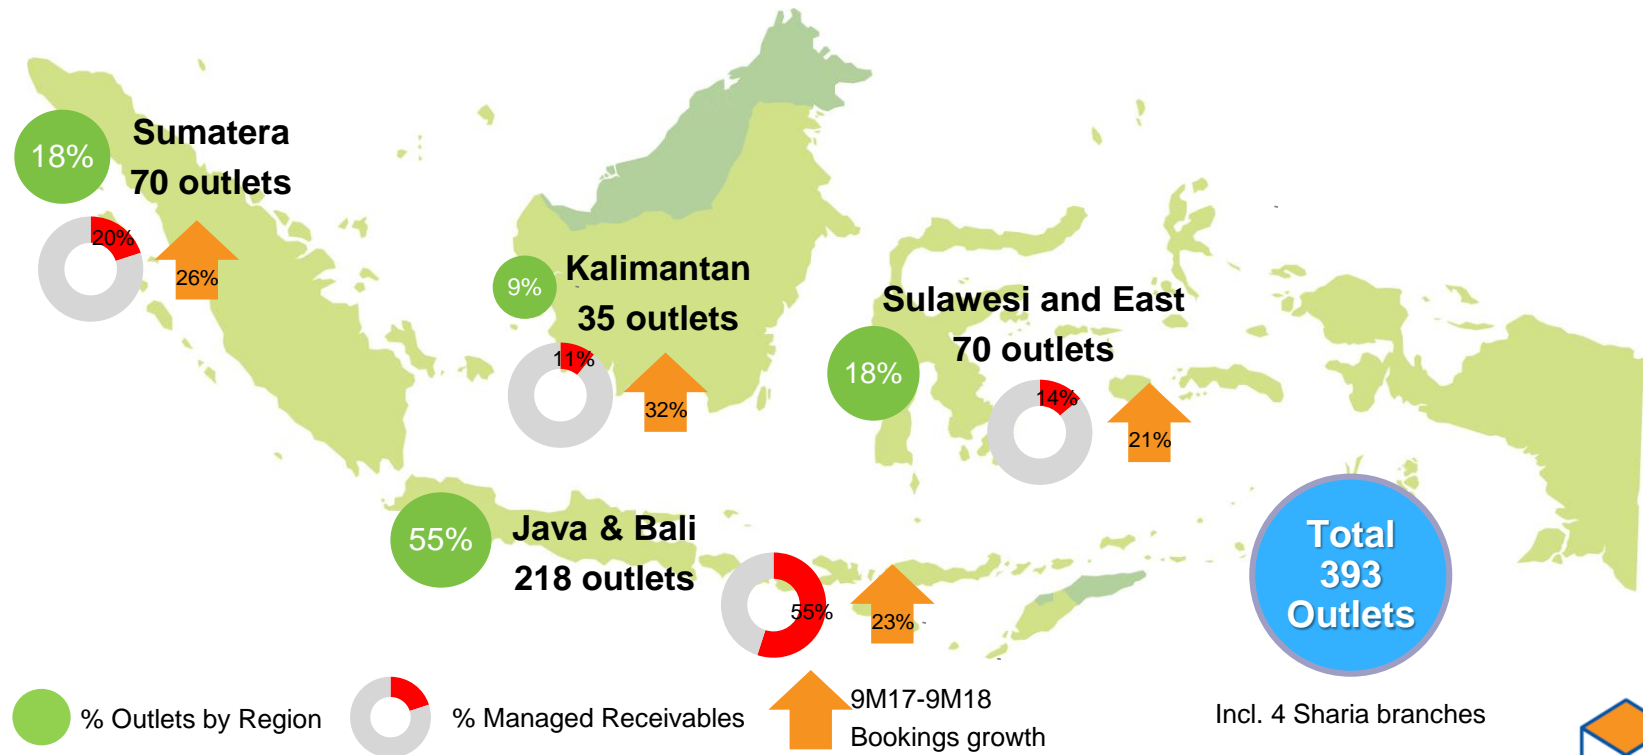 18%
Sumatera
70 outlets
20%
26%
9%
Kalimantan
35 outlets
11%
32%
Sulawesi and East
70 outlets
18%
14%
21%
55%
Java & Bali
218 outlets
55%
23%
Total
393
Outlets
% Outlets by Region
% Managed Receivables
9M17-9M18
Bookings growth
Incl. 4 Sharia branches